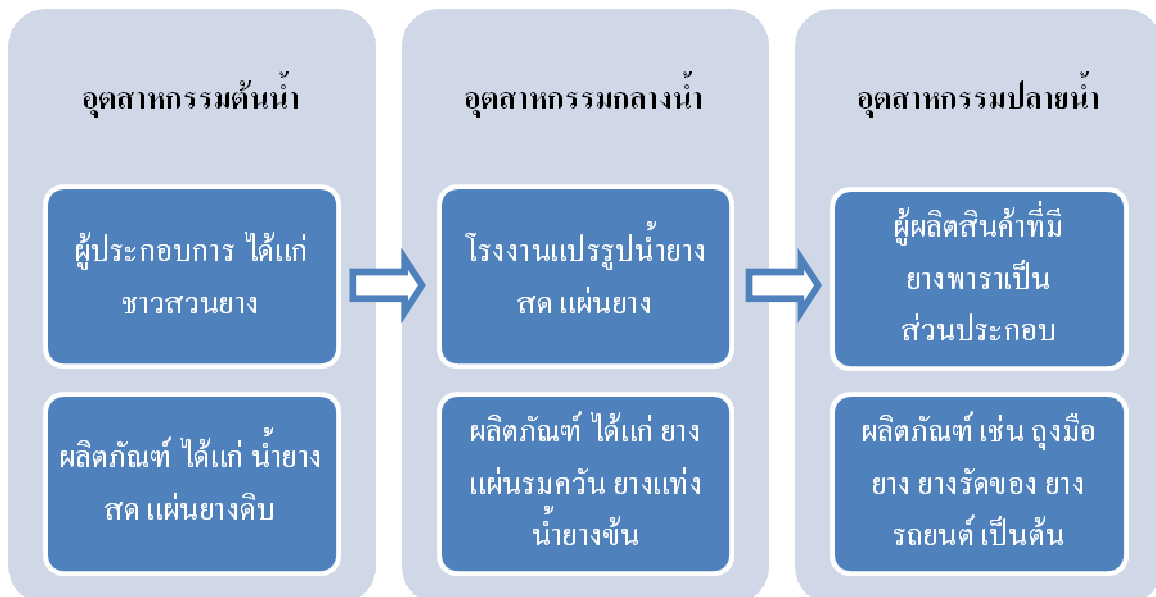 อุตสาหกรรมต้นน้ำ
ผู้ประกอบการ ได้แก่
ชาวสวนยาง
ผลิตภัณฑ์ ได้แก่ น้ำยาง
สด แผ่นยางดิบ
อุตสาหกรรมกลางน้ำ
โรงงานแปรรูปน้ำยาง
สด แผ่นยาง
ผลิตภัณฑ์ ได้แก่ ยาง
แผ่นรมควัน ยางแท่ง
น้ำยางข้น
อุตสาหกรรมปลายน้ำ
ผู้ผลิตสินค้าที่มี
ยางพาราเป็น
ส่วนประกอบ
ผลิตภัณฑ์ เช่น ถุงมือ
ยาง ยางรัดของ ยาง
รถยนต์ เป็นต้น